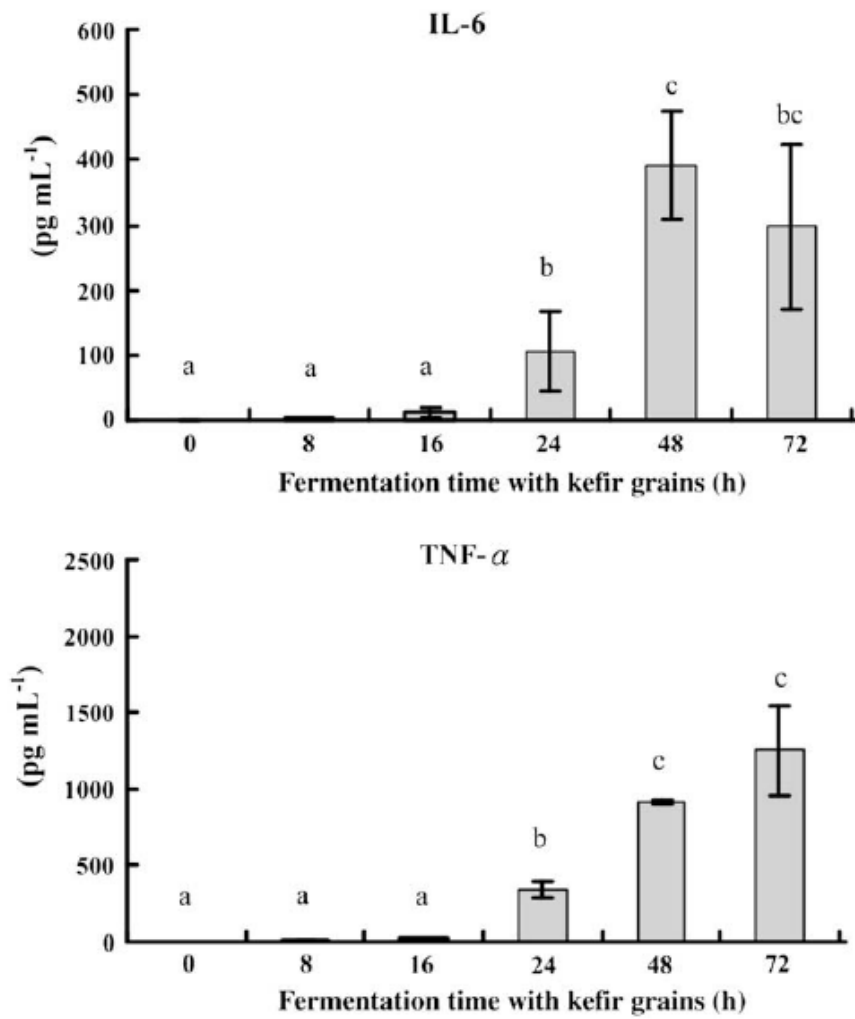 IL-6
600
500
400
300
200
100
0
(pg mL⁻¹)
c
bc
b
a a a
0 8 16 24 48 72
Fermentation time with kefir grains (h)
TNF-α
2500
2000
1500
1000
500
0
(pg mL⁻¹)
c
c
b
a a a
0 8 16 24 48 72
Fermentation time with kefir grains (h)